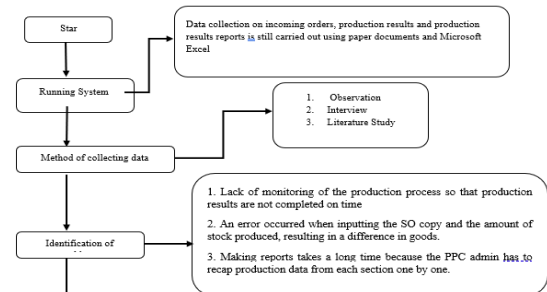 Star
Data collection on incoming orders, production results and production
results reports is still carried out using paper documents and Microsoft
Excel
Running System
1. Observation
2. Interview
3. Literature Study
Method of collecting data
1. Lack of monitoring of the production process so that production
results are not completed on time
2. An error occurred when inputting the SO copy and the amount of
stock produced, resulting in a difference in goods.
3. Making reports takes a long time because the PPC admin has to
recap production data from each section one by one.
Identification of